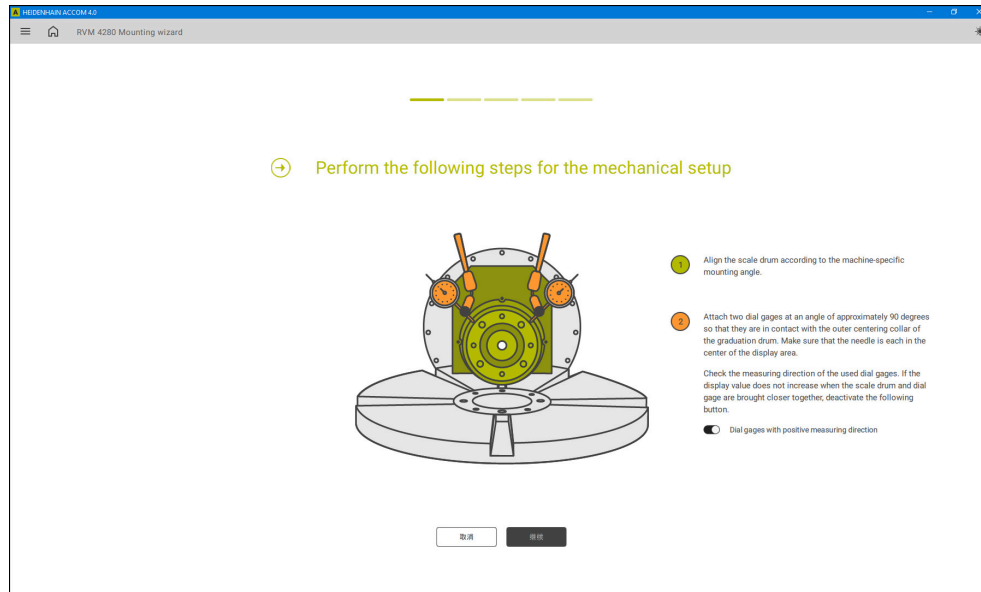 A HEIDENHAIN ACCOM 4.0
RVM 4280 Mounting wizard
Perform the following steps for the mechanical setup
1
Align the scale drum according to the machine-specific
mounting angle.
2
Attach two dial gages at an angle of approximately 90 degrees
so that they are in contact with the outer centering collar of
the graduation drum. Make sure that the needle is each in the
center of the display area.
Check the measuring direction of the used dial gages. If the
display value does not increase when the scale drum and dial
gage are brought closer together, deactivate the following
button.
Dial gages with positive measuring direction
取消